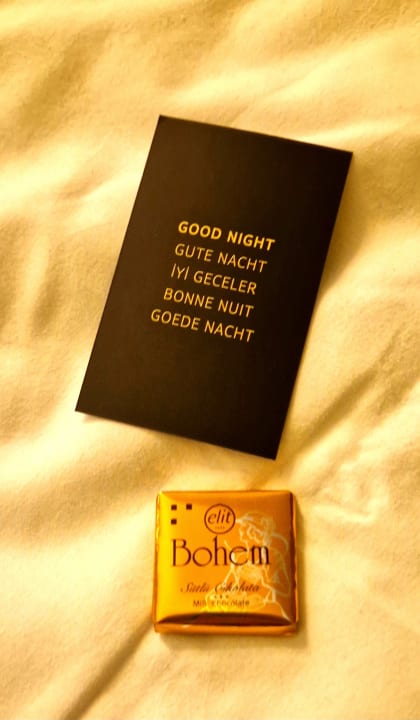 GOOD NIGHT
GUTE NACHT
İYİ GECELER
BONNE NUIT
GOEDE NACHT
elit
Bohem
Sütlü Çikolata
Milk Chocolate